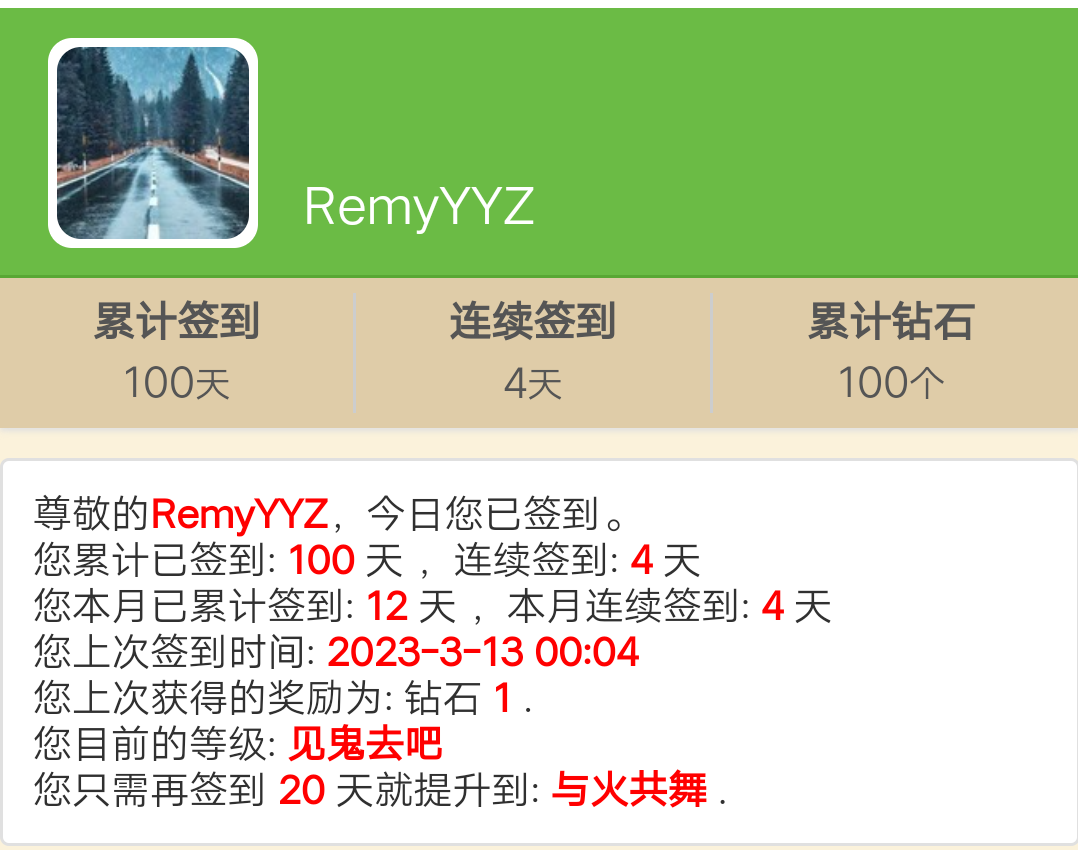 RemyYYZ
累计签到 连续签到 累计钻石
100天 4天 100个
尊敬的RemyYYZ，今日您已签到。
您累计已签到: 100 天 ，连续签到: 4 天
您本月已累计签到: 12 天 ，本月连续签到: 4 天
您上次签到时间: 2023-3-13 00:04
您上次获得的奖励为: 钻石 1 .
您目前的等级: 见鬼去吧
您只需再签到 20 天就提升到: 与火共舞 .